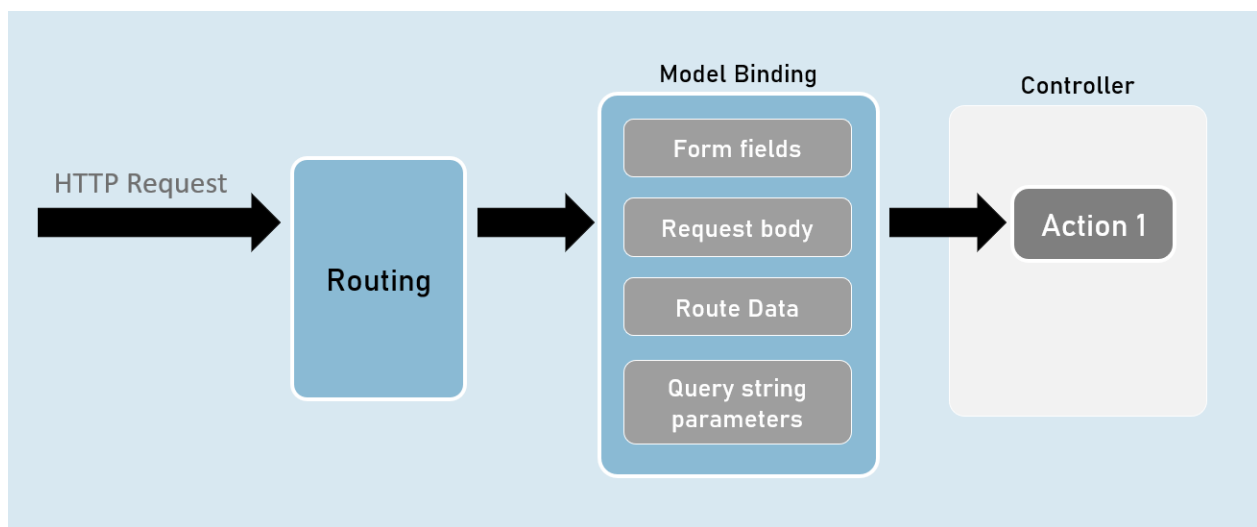 HTTP Request
Routing
Model Binding
Form fields
Request body
Route Data
Query string
parameters
Controller
Action 1